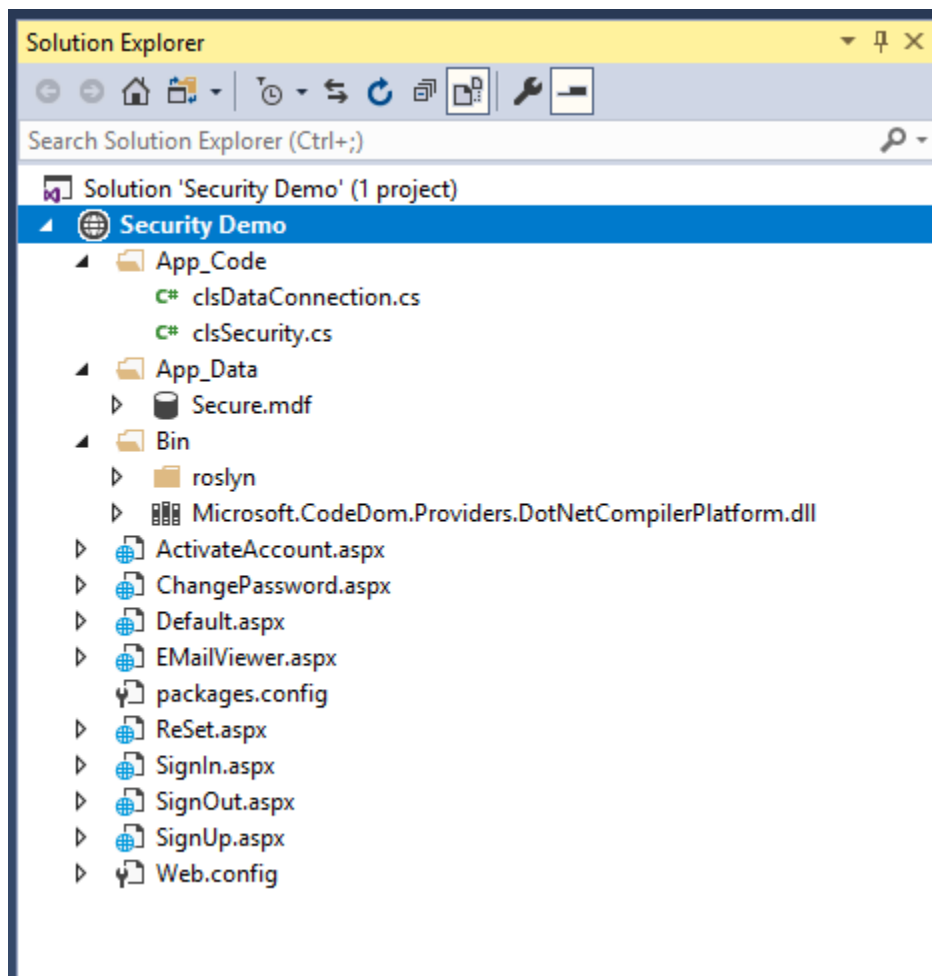 Solution Explorer
Search Solution Explorer (Ctrl+;)
Solution 'Security Demo' (1 project)
Security Demo
App_Code
C# clsDataConnection.cs
C# clsSecurity.cs
App_Data
Secure.mdf
Bin
roslyn
Microsoft.CodeDom.Providers.DotNetCompilerPlatform.dll
ActivateAccount.aspx
ChangePassword.aspx
Default.aspx
EMailViewer.aspx
packages.config
ReSet.aspx
SignIn.aspx
SignOut.aspx
SignUp.aspx
Web.config